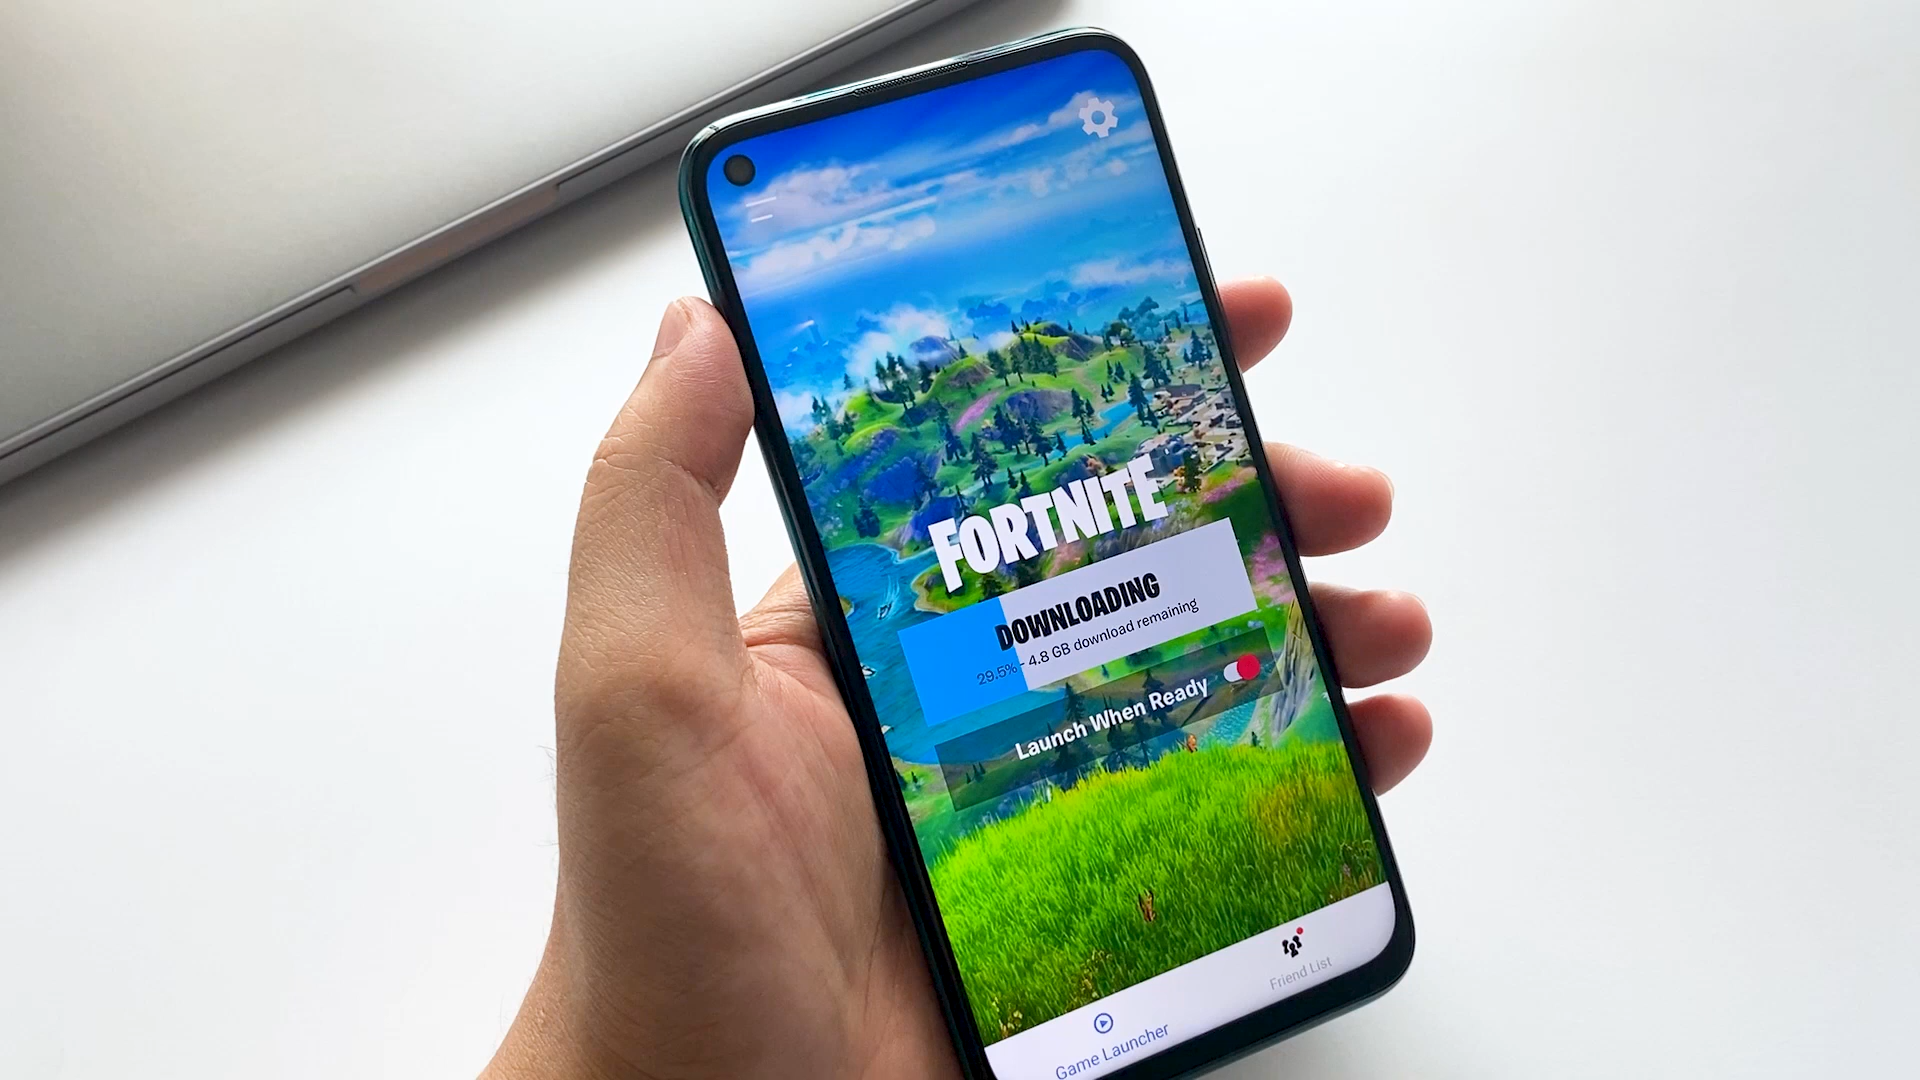 FORTNITE
DOWNLOADING
29.5% - 4.8 GB download remaining
Launch When Ready
Game Launcher
Friend List